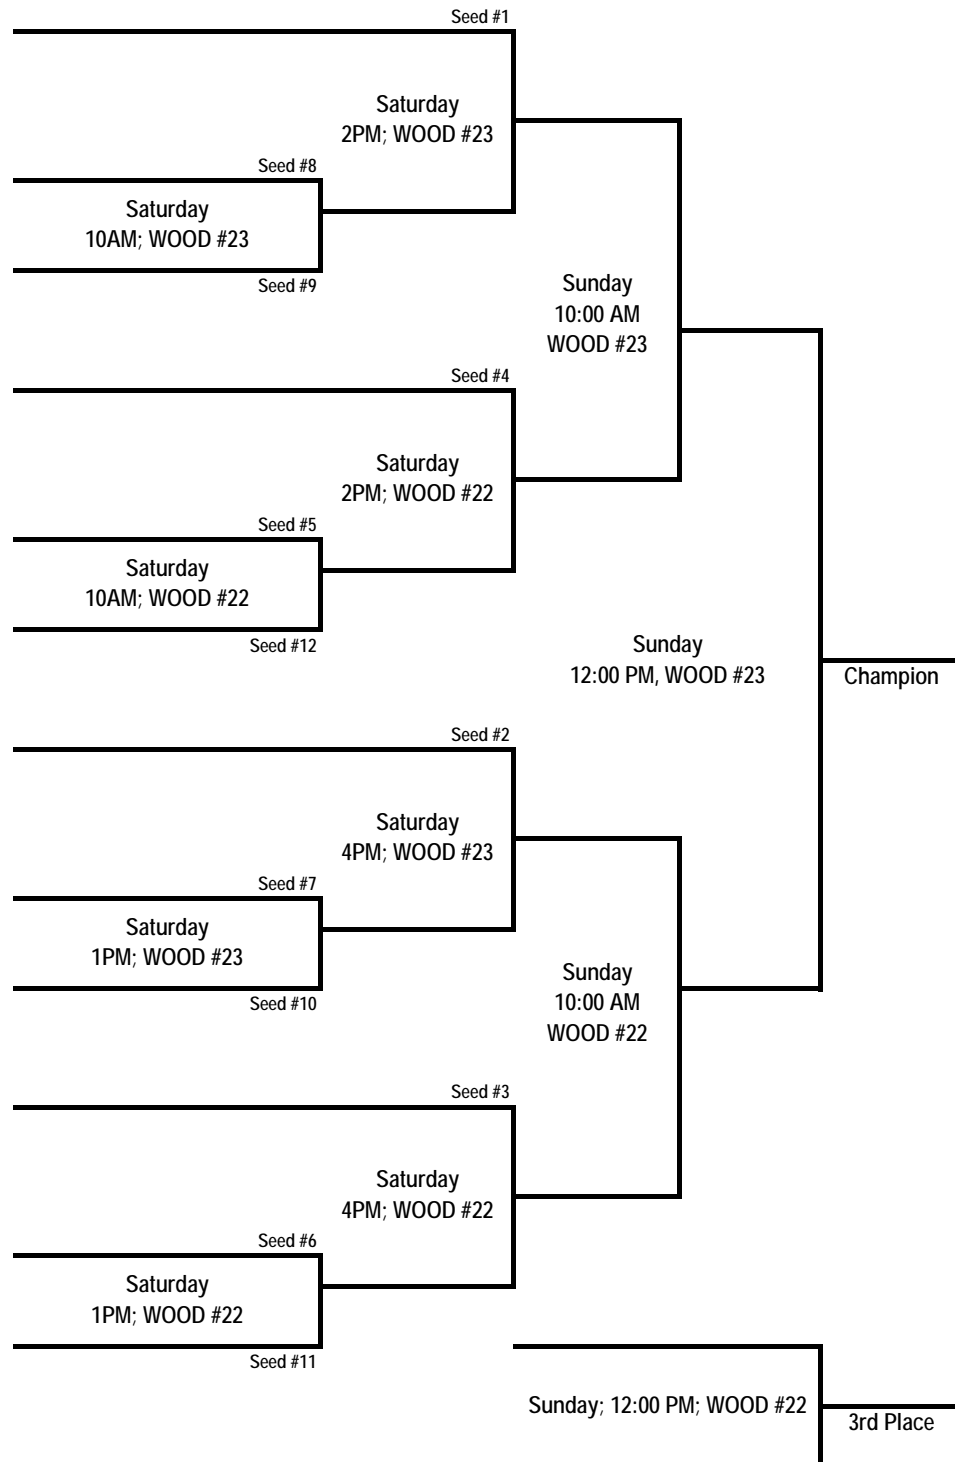 Seed #1
Saturday
2PM; WOOD #23
Seed #8
Saturday
10AM; WOOD #23
Seed #9
Sunday
10:00 AM
WOOD #23
Seed #4
Saturday
2PM; WOOD #22
Seed #5
Saturday
10AM; WOOD #22
Seed #12
Sunday
12:00 PM, WOOD #23
Champion
Seed #2
Saturday
4PM; WOOD #23
Seed #7
Saturday
1PM; WOOD #23
Seed #10
Sunday
10:00 AM
WOOD #22
Seed #3
Saturday
4PM; WOOD #22
Seed #6
Saturday
1PM; WOOD #22
Seed #11
Sunday; 12:00 PM; WOOD #22
3rd Place